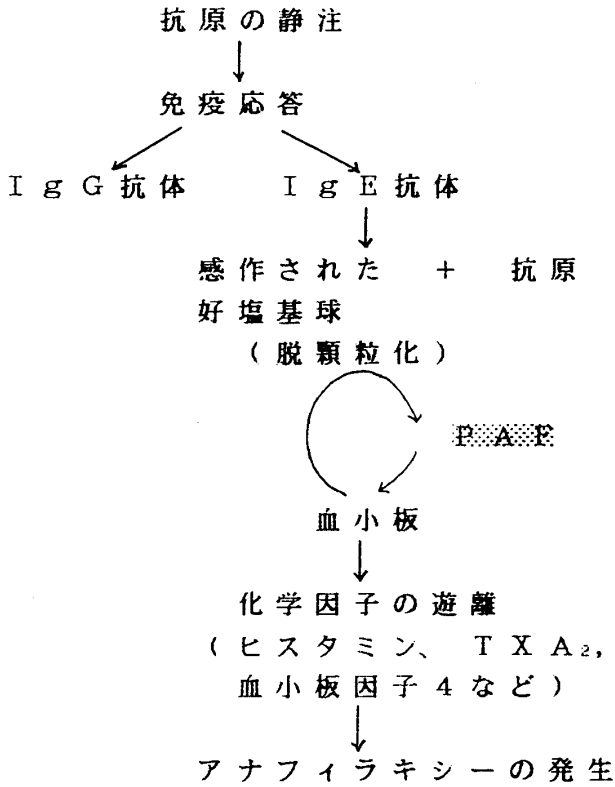 抗原の静注
免疫応答
IgG抗体 IgE抗体
感作された + 抗原
好塩基球
(脱顆粒化)
PAF
血小板
化学因子の遊離
(ヒスタミン、TXA₂,
血小板因子4など)
アナフィラキシーの発生